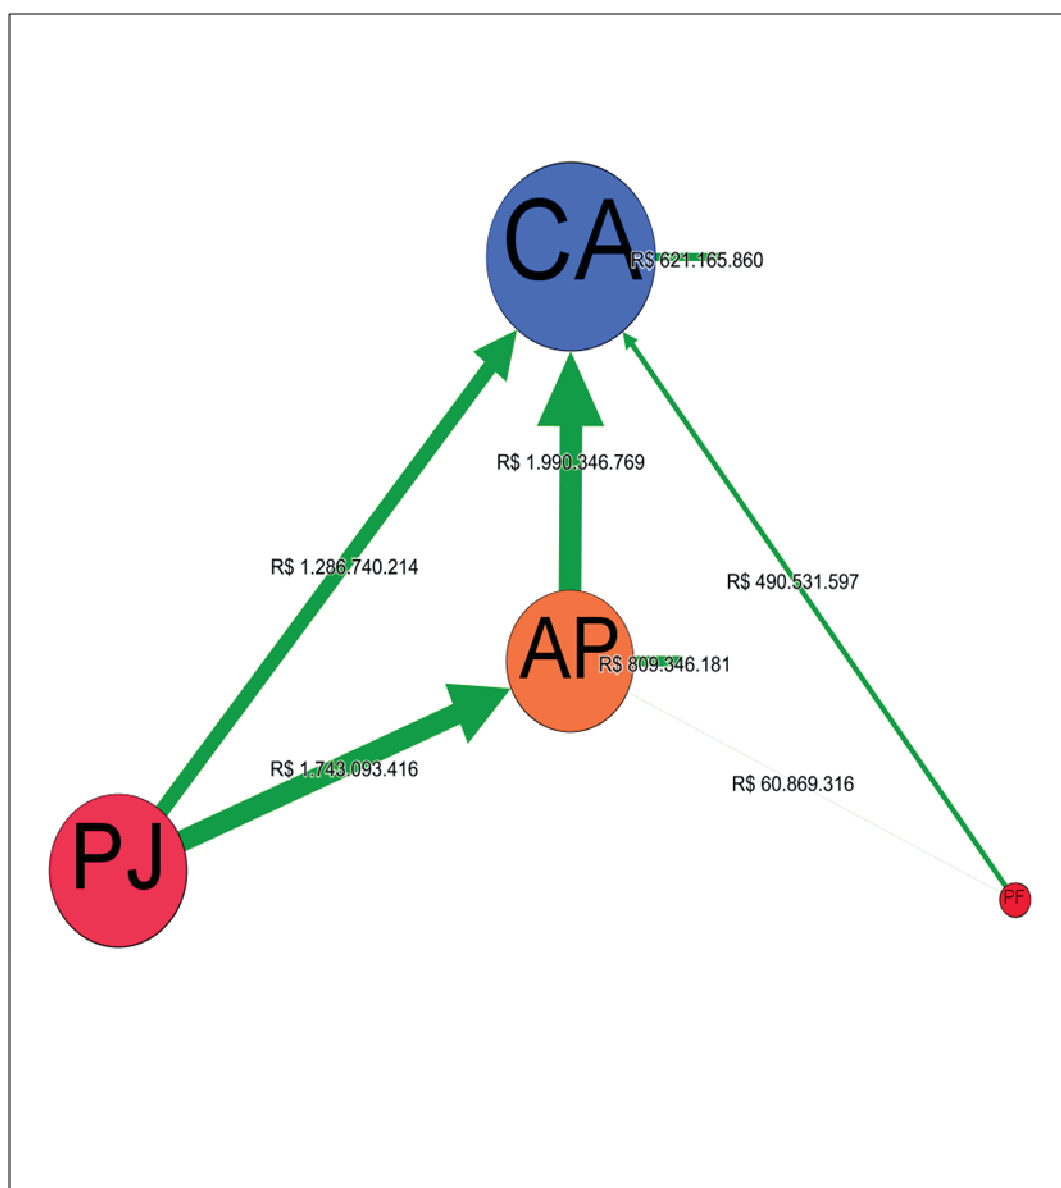 CA
R$ 621.165.860
R$ 1.990.346.769
R$ 1.286.740.214
R$ 490.531.597
AP
R$ 809.346.181
R$ 1.743.093.416
R$ 60.869.316
PJ
PF